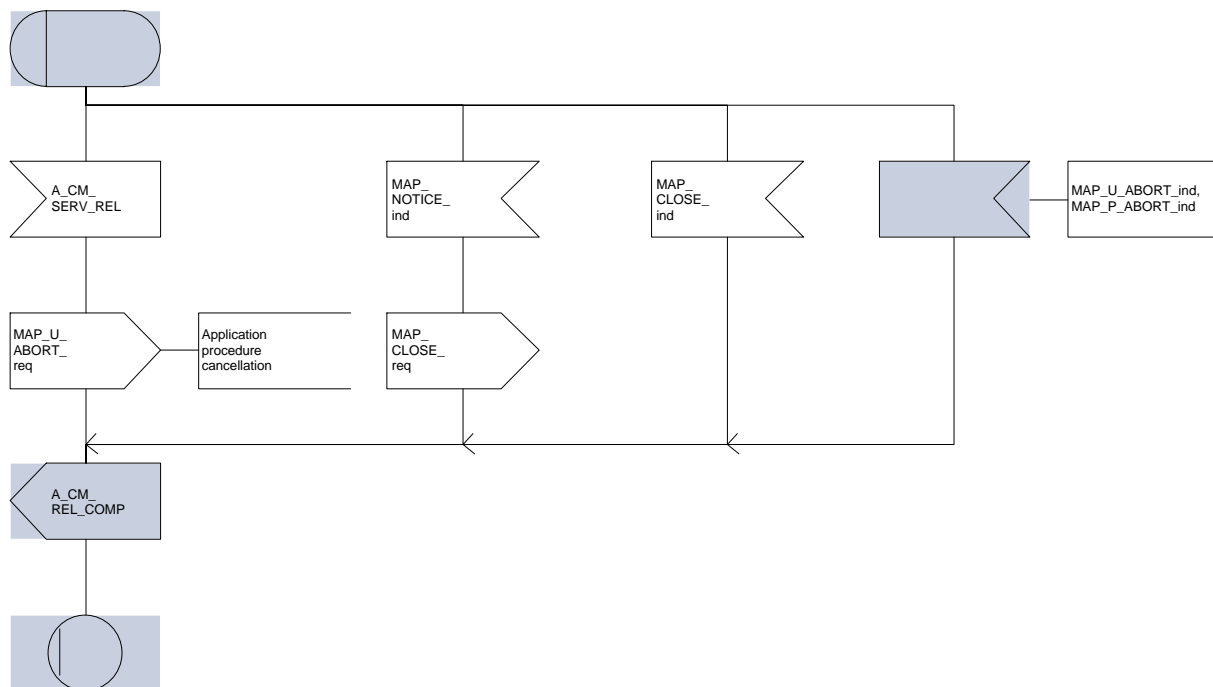 A_CM_
SERV_REL
MAP_
NOTICE_
ind
MAP_
CLOSE_
ind
MAP_U_ABORT_ind,
MAP_P_ABORT_ind
MAP_U_
ABORT_
req
Application
procedure
cancellation
MAP_
CLOSE_
req
A_CM_
REL_COMP